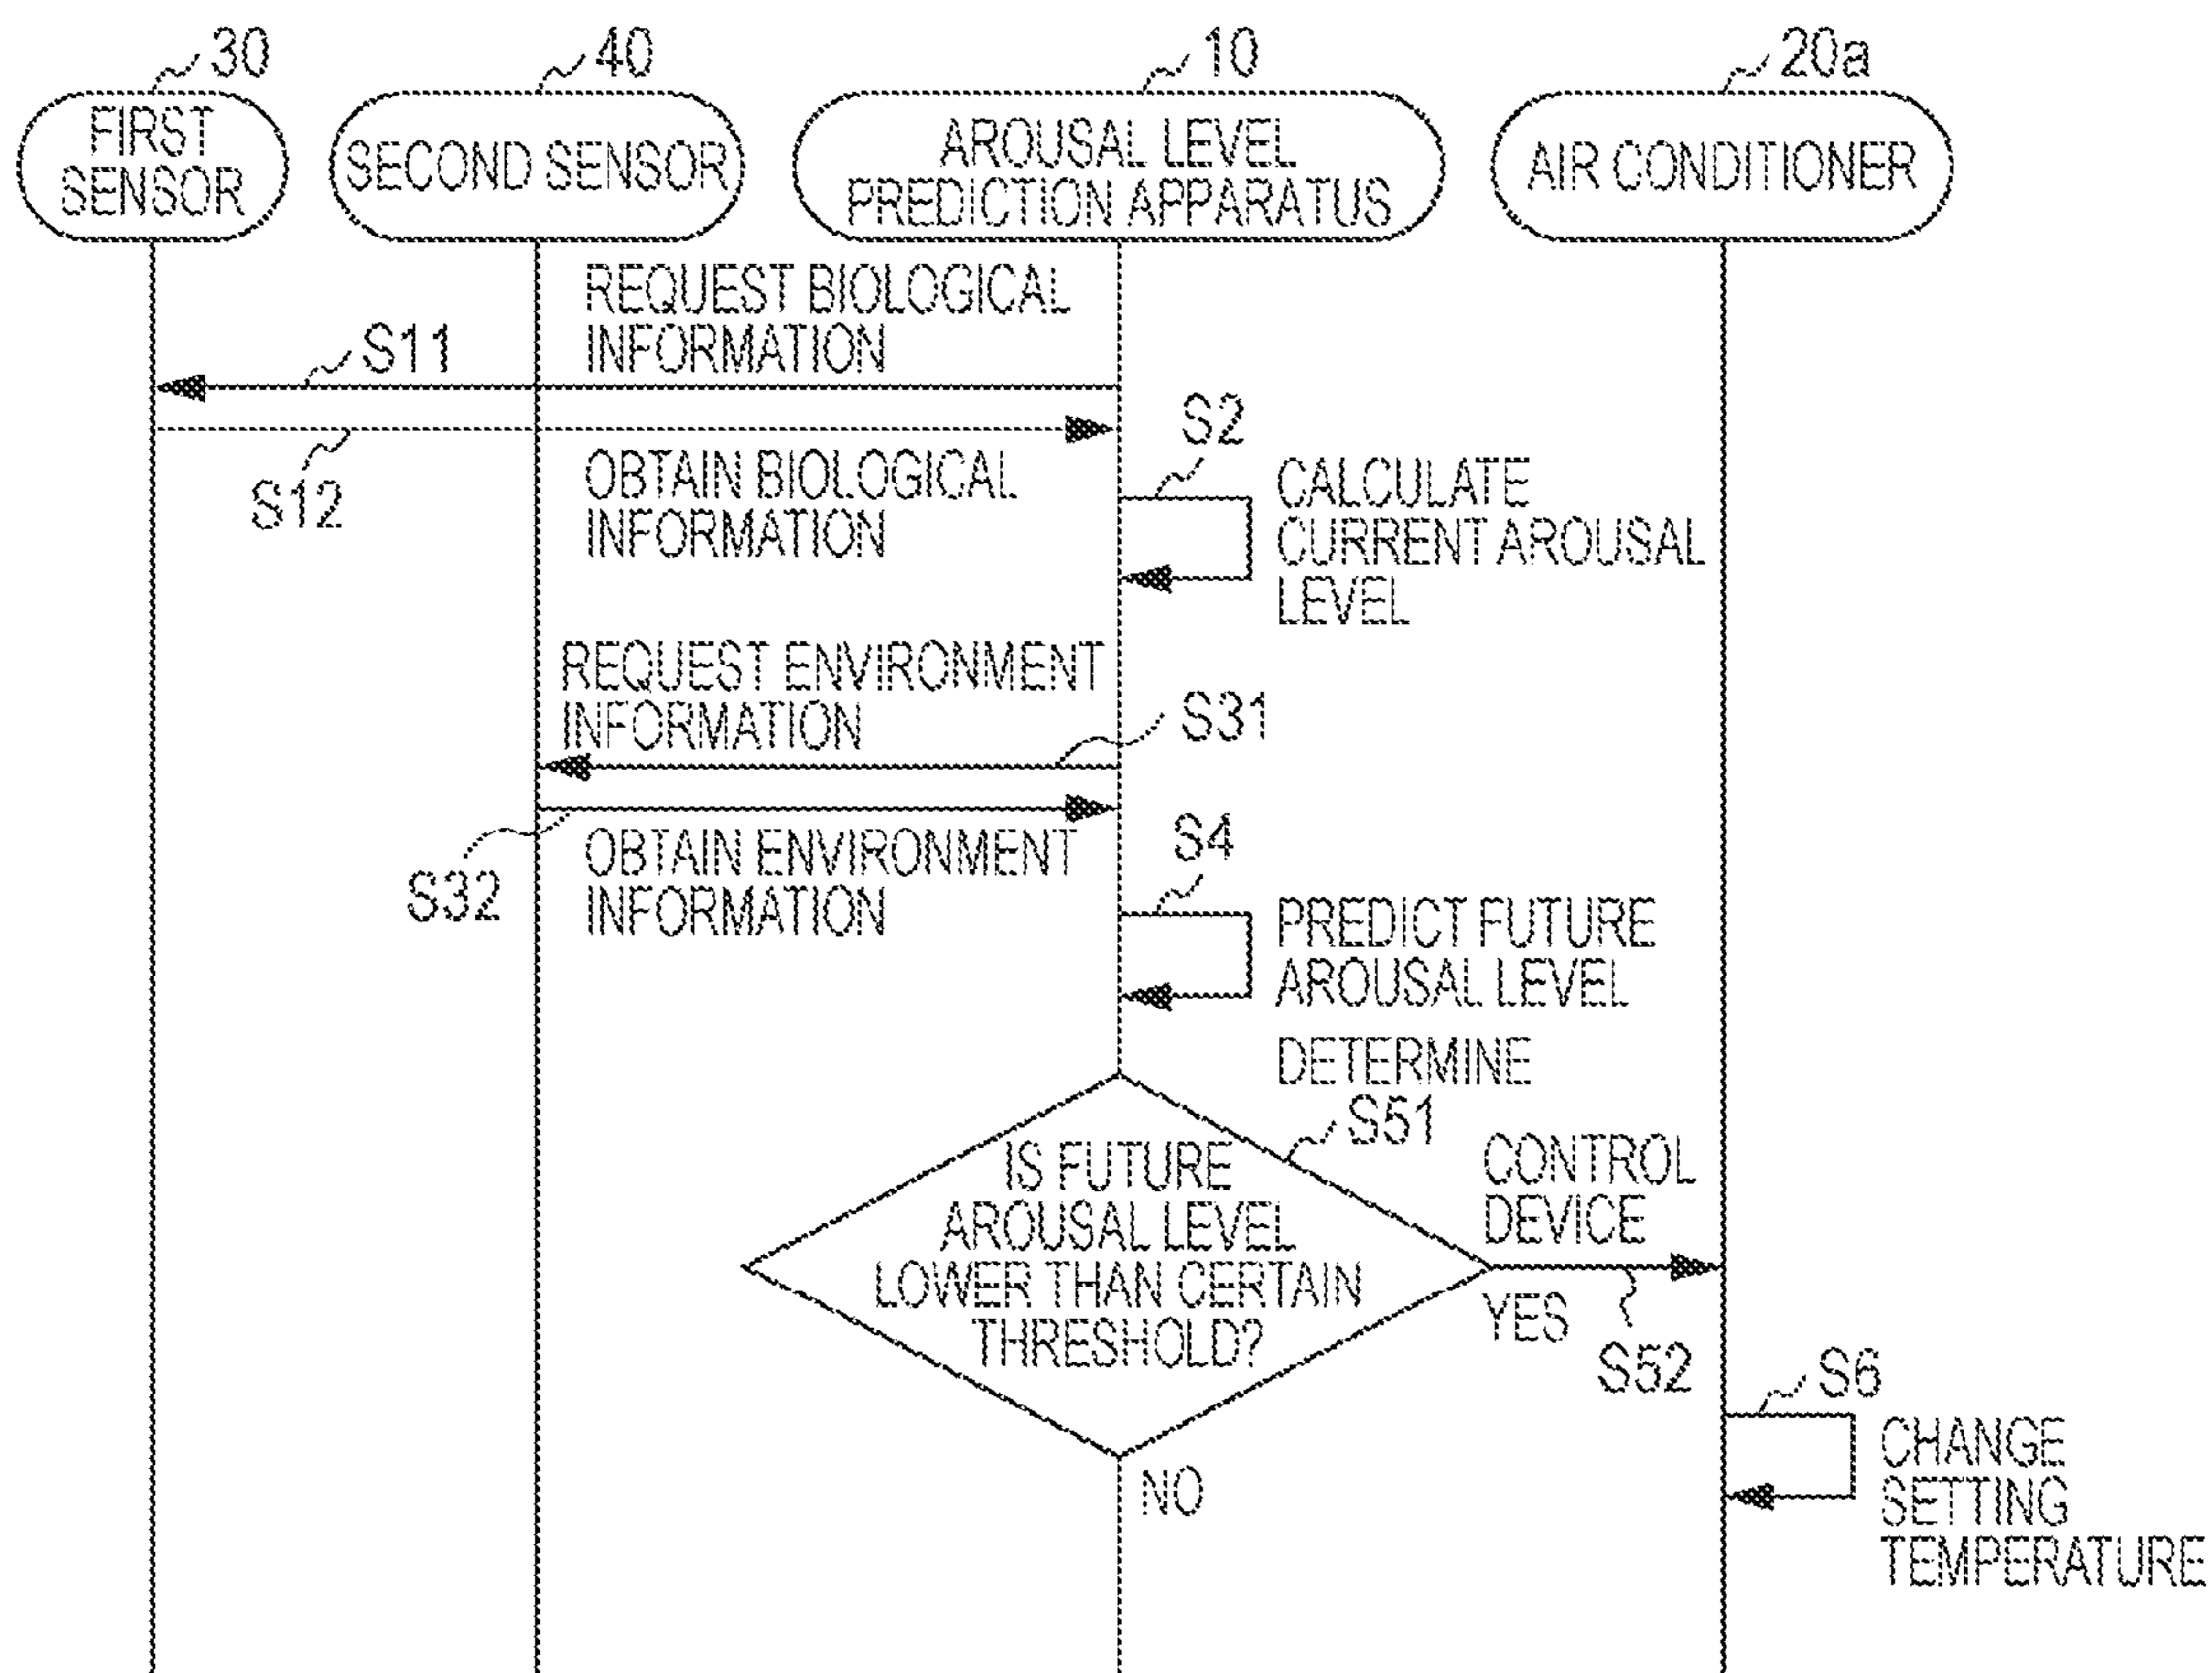 30
40
10
20a
FIRST
SENSOR
SECOND SENSOR
AROUSAL LEVEL
PREDICTION APPARATUS
AIR CONDITIONER
REQUEST BIOLOGICAL
INFORMATION
S11
S12
OBTAIN BIOLOGICAL
INFORMATION
S2
CALCULATE
CURRENT AROUSAL
LEVEL
REQUEST ENVIRONMENT
INFORMATION
S31
S32
OBTAIN ENVIRONMENT
INFORMATION
S4
PREDICT FUTURE
AROUSAL LEVEL
DETERMINE
S51
IS FUTURE
AROUSAL LEVEL
LOWER THAN CERTAIN
THRESHOLD?
CONTROL
DEVICE
YES
S52
S6
CHANGE
SETTING
TEMPERATURE
NO